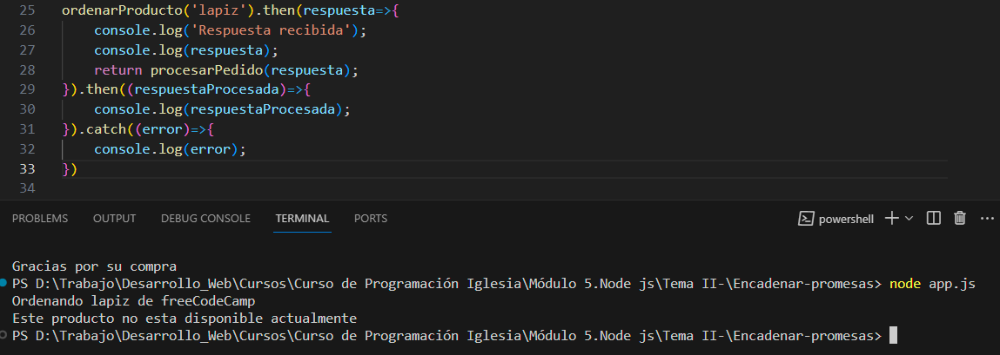 25 ordenarProducto('lapiz').then(respuesta=>{
26     console.log('Respuesta recibida');
27     console.log(respuesta);
28     return procesarPedido(respuesta);
29 }).then((respuestaProcesada)=>{
30     console.log(respuestaProcesada);
31 }).catch((error)=>{
32     console.log(error);
33 })
34
PROBLEMS OUTPUT DEBUG CONSOLE TERMINAL PORTS powershell
Gracias por su compra
PS D:\Trabajo\Desarrollo_Web\Cursos\Curso de Programación Iglesia\Módulo 5.Node js\Tema II-\Encadenar-promesas> node app.js
Ordenando lapiz de freeCodeCamp
Este producto no esta disponible actualmente
PS D:\Trabajo\Desarrollo_Web\Cursos\Curso de Programación Iglesia\Módulo 5.Node js\Tema II-\Encadenar-promesas>